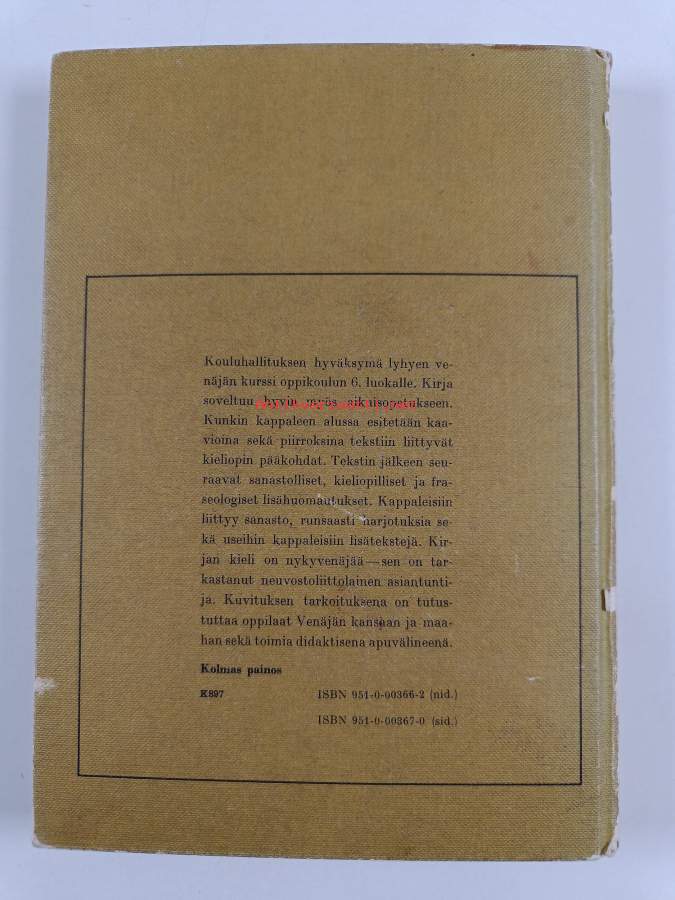 Kouluhallituksen hyväksymä lyhyen ve-
näjän kurssi oppikoulun 6. luokalle. Kirja
soveltuu hyvin myös aikuisopetukseen.
Kunkin kappaleen alussa esitetään kaa-
vioina sekä piirroksina tekstiin liittyvät
kieliopin pääkohdat. Tekstin jälkeen seu-
raavat sanastolliset, kieliopilliset ja fra-
seologiset lisähuomautukset. Kappaleisiin
liittyy sanasto, runsaasti harjotuksia se-
kä useihin kappaleisiin lisätekstejä. Kir-
jan kieli on nykyvenäjää — sen on tar-
kastanut neuvostoliittolainen asiantunti-
ja. Kuvituksen tarkoituksena on tutus-
tuttaa oppilaat Venäjän kansaan ja maa-
han sekä toimia didaktisena apuvälineenä.
Kolmas painos
K897 ISBN 951-0-00366-2 (nid.)
ISBN 951-0-00367-0 (sid.)